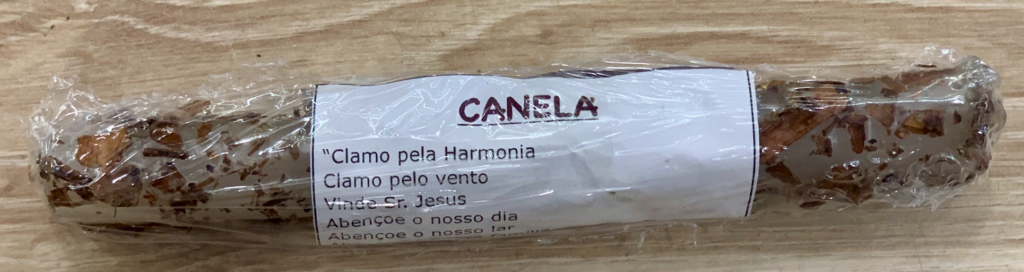 CANELA
"Clamo pela Harmonia
Clamo pelo vento
Vinde Sr. Jesus
Abençoe o nosso dia
Abençoe o nosso lar